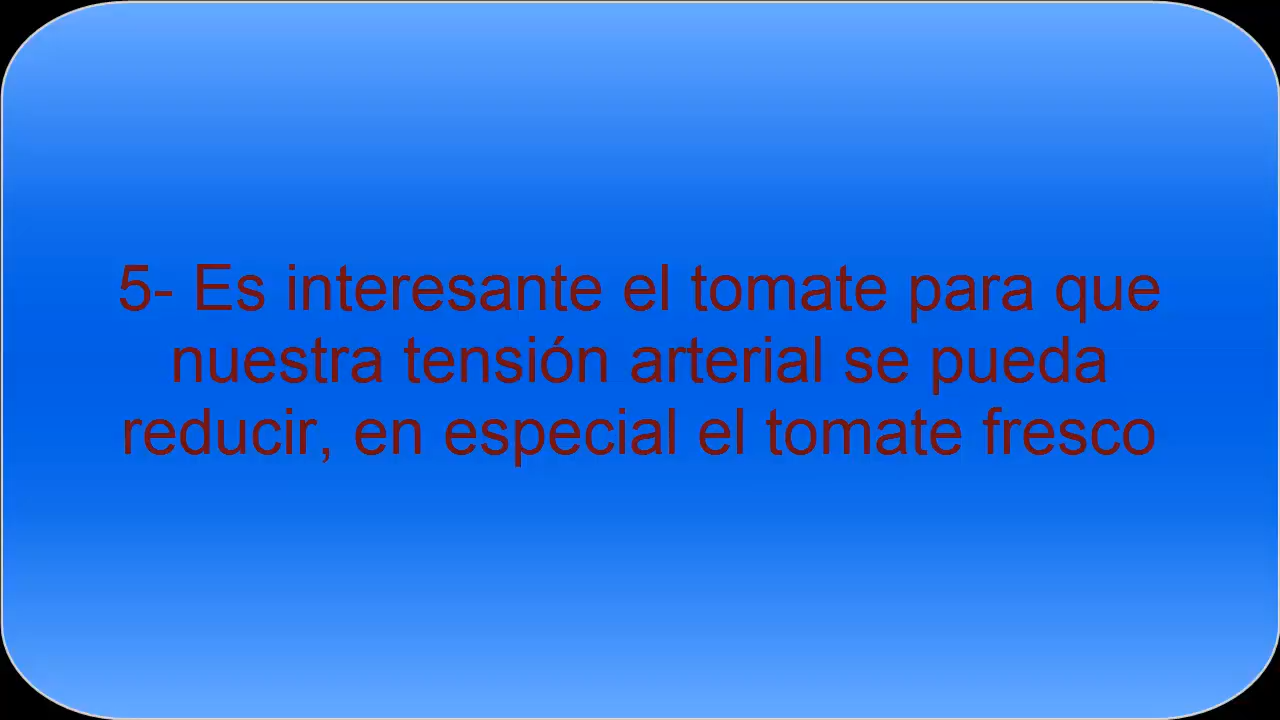 5- Es interesante el tomate para que
nuestra tensión arterial se pueda
reducir, en especial el tomate fresco